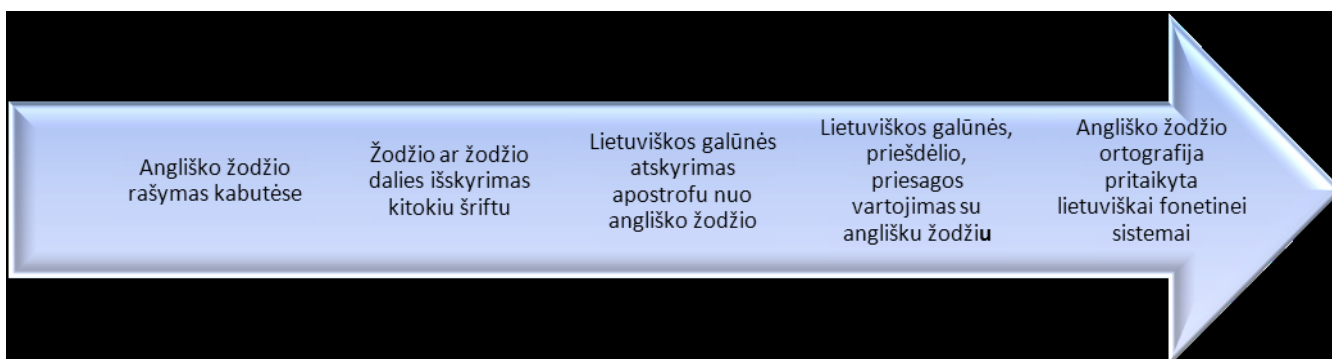 Angliško žodžio
rašymas kabutėse
Žodžio ar žodžio
dalies išskyrimas
kitokiu šriftu
Lietuviškos galūnės
atskyrimas
apostrofu nuo
angliško žodžio
Lietuviškos galūnės,
priešdėlio,
priesagos
vartojimas su
anglišku žodžiu
Angliško žodžio
ortografija
pritaikyta
lietuviškai fonetinei
sistemai